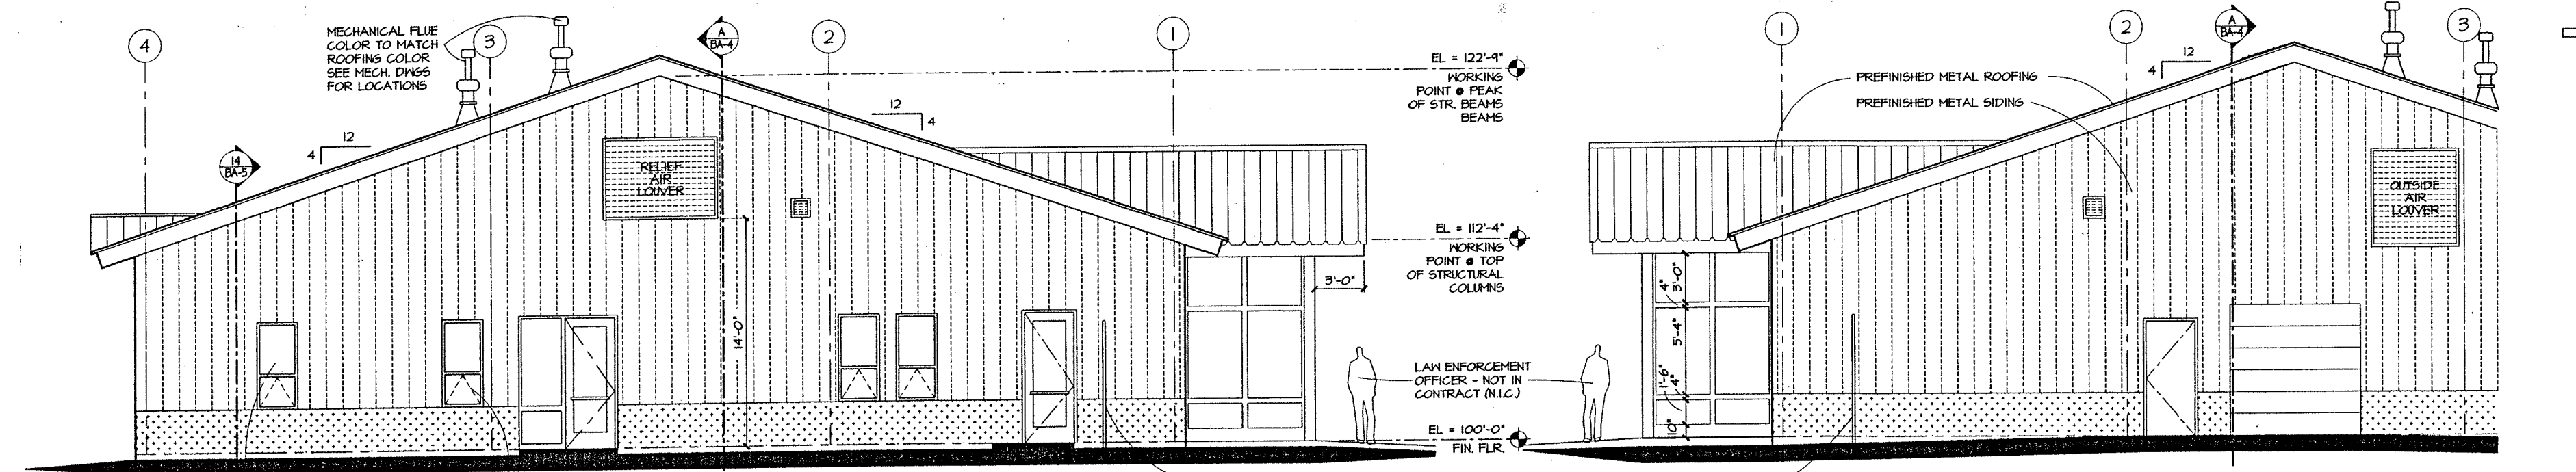 MECHANICAL FLUE
COLOR TO MATCH
ROOFING COLOR
SEE MECH. DWGS
FOR LOCATIONS
4
3
A
BA-4
2
1
12
4
14
BA-5
RELIEF
AIR
LOUVER
12
4
14'-0"
3'-0"
EL = 122'-9"
WORKING
POINT @ PEAK
OF STR. BEAMS
BEAMS
EL = 112'-4"
WORKING
POINT @ TOP
OF STRUCTURAL
COLUMNS
LAW ENFORCEMENT
OFFICER - NOT IN
CONTRACT (N.I.C.)
EL = 100'-0"
FIN. FLR.
1
2
A
BA-4
3
12
4
PREFINISHED METAL ROOFING
PREFINISHED METAL SIDING
OUTSIDE
AIR
LOUVER
4"
3'-0"
5'-4"
1'-6"
4"
10"